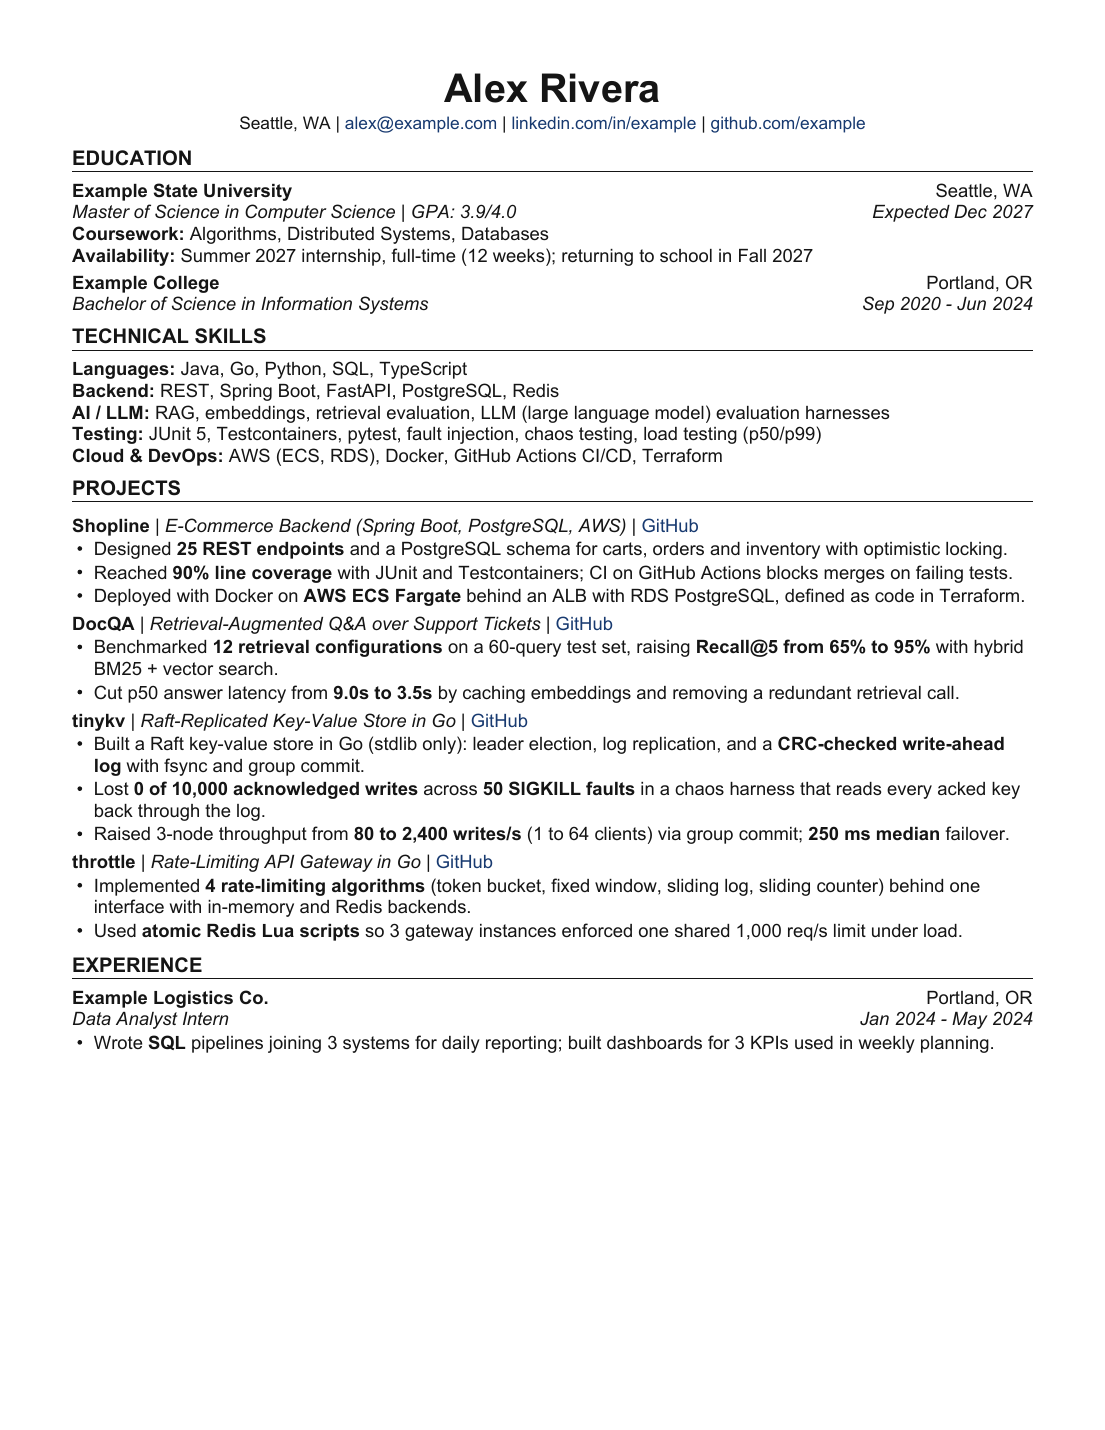 Alex Rivera
Seattle, WA | alex@example.com | linkedin.com/in/example | github.com/example
EDUCATION
Example State University Seattle, WA
Master of Science in Computer Science | GPA: 3.9/4.0 Expected Dec 2027
Coursework: Algorithms, Distributed Systems, Databases
Availability: Summer 2027 internship, full-time (12 weeks); returning to school in Fall 2027
Example College Portland, OR
Bachelor of Science in Information Systems Sep 2020 - Jun 2024
TECHNICAL SKILLS
Languages: Java, Go, Python, SQL, TypeScript
Backend: REST, Spring Boot, FastAPI, PostgreSQL, Redis
AI / LLM: RAG, embeddings, retrieval evaluation, LLM (large language model) evaluation harnesses
Testing: JUnit 5, Testcontainers, pytest, fault injection, chaos testing, load testing (p50/p99)
Cloud & DevOps: AWS (ECS, RDS), Docker, GitHub Actions CI/CD, Terraform
PROJECTS
Shopline | E-Commerce Backend (Spring Boot, PostgreSQL, AWS) | GitHub
• Designed 25 REST endpoints and a PostgreSQL schema for carts, orders and inventory with optimistic locking.
• Reached 90% line coverage with JUnit and Testcontainers; CI on GitHub Actions blocks merges on failing tests.
• Deployed with Docker on AWS ECS Fargate behind an ALB with RDS PostgreSQL, defined as code in Terraform.
DocQA | Retrieval-Augmented Q&A over Support Tickets | GitHub
• Benchmarked 12 retrieval configurations on a 60-query test set, raising Recall@5 from 65% to 95% with hybrid
BM25 + vector search.
• Cut p50 answer latency from 9.0s to 3.5s by caching embeddings and removing a redundant retrieval call.
tinykv | Raft-Replicated Key-Value Store in Go | GitHub
• Built a Raft key-value store in Go (stdlib only): leader election, log replication, and a CRC-checked write-ahead
log with fsync and group commit.
• Lost 0 of 10,000 acknowledged writes across 50 SIGKILL faults in a chaos harness that reads every acked key
back through the log.
• Raised 3-node throughput from 80 to 2,400 writes/s (1 to 64 clients) via group commit; 250 ms median failover.
throttle | Rate-Limiting API Gateway in Go | GitHub
• Implemented 4 rate-limiting algorithms (token bucket, fixed window, sliding log, sliding counter) behind one
interface with in-memory and Redis backends.
• Used atomic Redis Lua scripts so 3 gateway instances enforced one shared 1,000 req/s limit under load.
EXPERIENCE
Example Logistics Co. Portland, OR
Data Analyst Intern Jan 2024 - May 2024
• Wrote SQL pipelines joining 3 systems for daily reporting; built dashboards for 3 KPIs used in weekly planning.